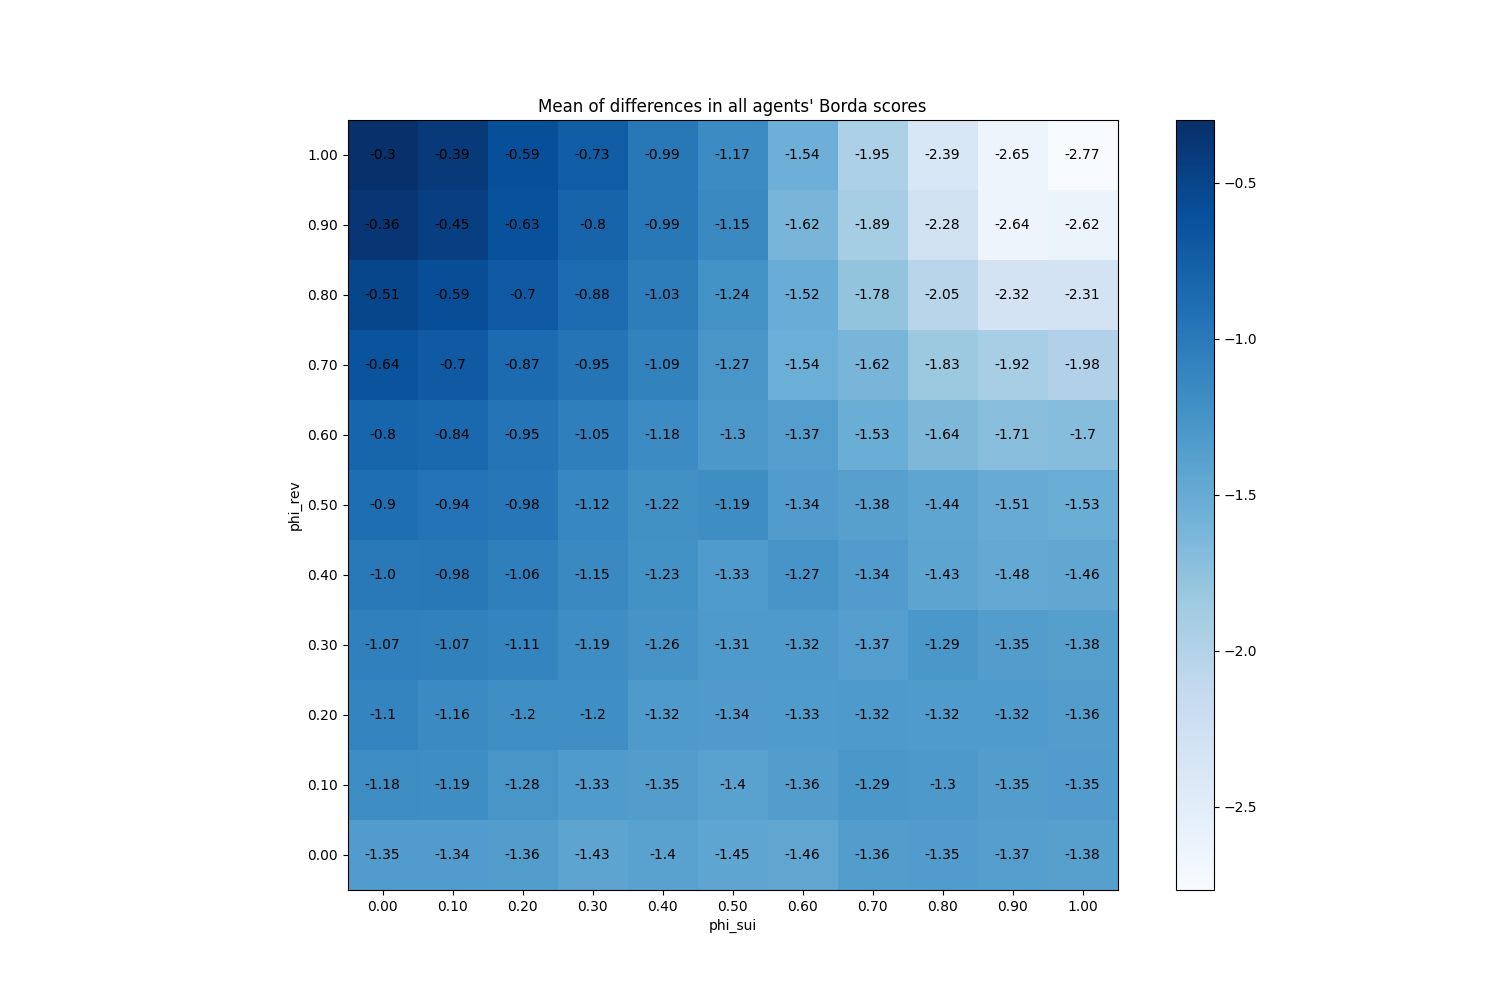 Mean of differences in all agents' Borda scores
1.00 -0.3 -0.39 -0.59 -0.73 -0.99 -1.17 -1.54 -1.95 -2.39 -2.65 -2.77
0.90 -0.36 -0.45 -0.63 -0.8 -0.99 -1.15 -1.62 -1.89 -2.28 -2.64 -2.62
0.80 -0.51 -0.59 -0.7 -0.88 -1.03 -1.24 -1.52 -1.78 -2.05 -2.32 -2.31
0.70 -0.64 -0.7 -0.87 -0.95 -1.09 -1.27 -1.54 -1.62 -1.83 -1.92 -1.98
0.60 -0.8 -0.84 -0.95 -1.05 -1.18 -1.3 -1.37 -1.53 -1.64 -1.71 -1.7
0.50 -0.9 -0.94 -0.98 -1.12 -1.22 -1.19 -1.34 -1.38 -1.44 -1.51 -1.53
0.40 -1.0 -0.98 -1.06 -1.15 -1.23 -1.33 -1.27 -1.34 -1.43 -1.48 -1.46
0.30 -1.07 -1.07 -1.11 -1.19 -1.26 -1.31 -1.32 -1.37 -1.29 -1.35 -1.38
0.20 -1.1 -1.16 -1.2 -1.2 -1.32 -1.34 -1.33 -1.32 -1.32 -1.32 -1.36
0.10 -1.18 -1.19 -1.28 -1.33 -1.35 -1.4 -1.36 -1.29 -1.3 -1.35 -1.35
0.00 -1.35 -1.34 -1.36 -1.43 -1.4 -1.45 -1.46 -1.36 -1.35 -1.37 -1.38
0.00 0.10 0.20 0.30 0.40 0.50 0.60 0.70 0.80 0.90 1.00
phi_sui
phi_rev
−0.5
−1.0
−1.5
−2.0
−2.5